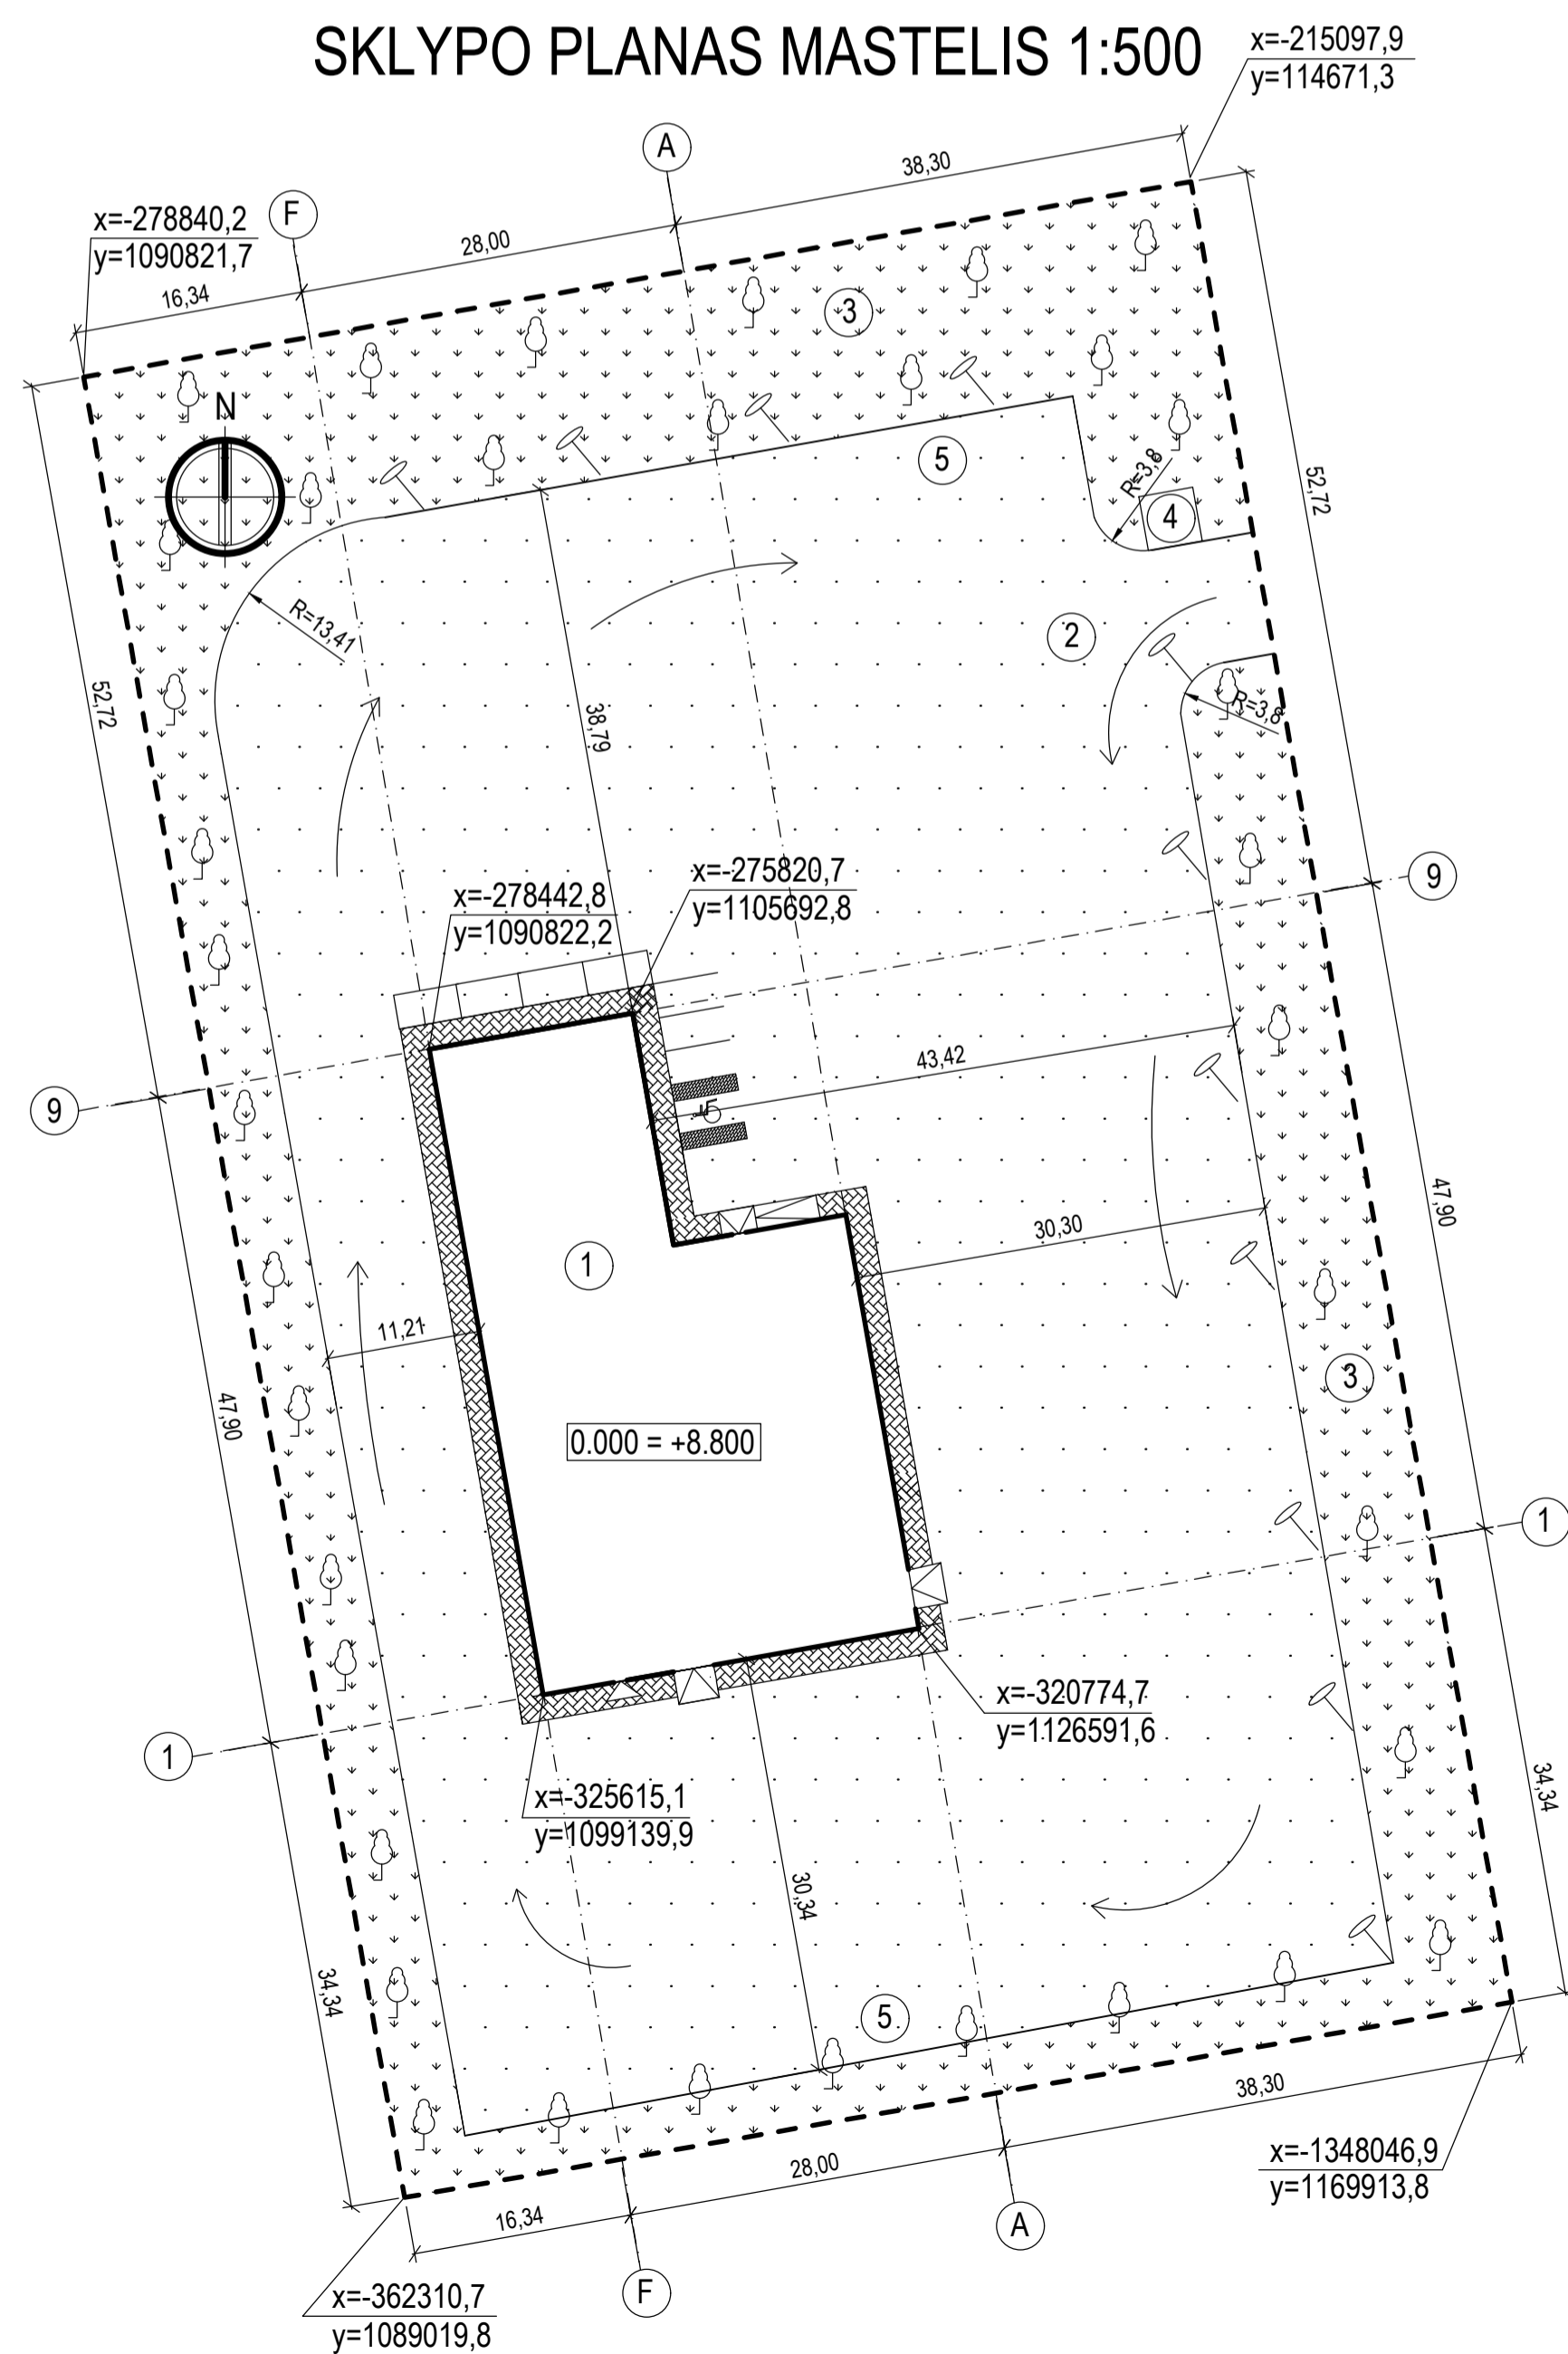 SKLYPO PLANAS MASTELIS 1:500
x=-215097,9
y=114671,3
A
38,30
x=-278840,2
y=1090821,7
F
28,00
16,34
3
N
5
R=3,8
4
52,72
R=13,41
2
52,72
38,79
R=3,8
x=-275820,7
y=1105692,8
x=-278442,8
y=1090822,2
9
43,42
9
47,90
30,30
1
11,21
3
47,90
0.000 = +8.800
1
x=-320774,7
y=1126591,6
1
34,34
x=-325615,1
y=1099139,9
30,34
34,34
5
38,30
x=-1348046,9
y=1169913,8
28,00
16,34
A
F
x=-362310,7
y=1089019,8